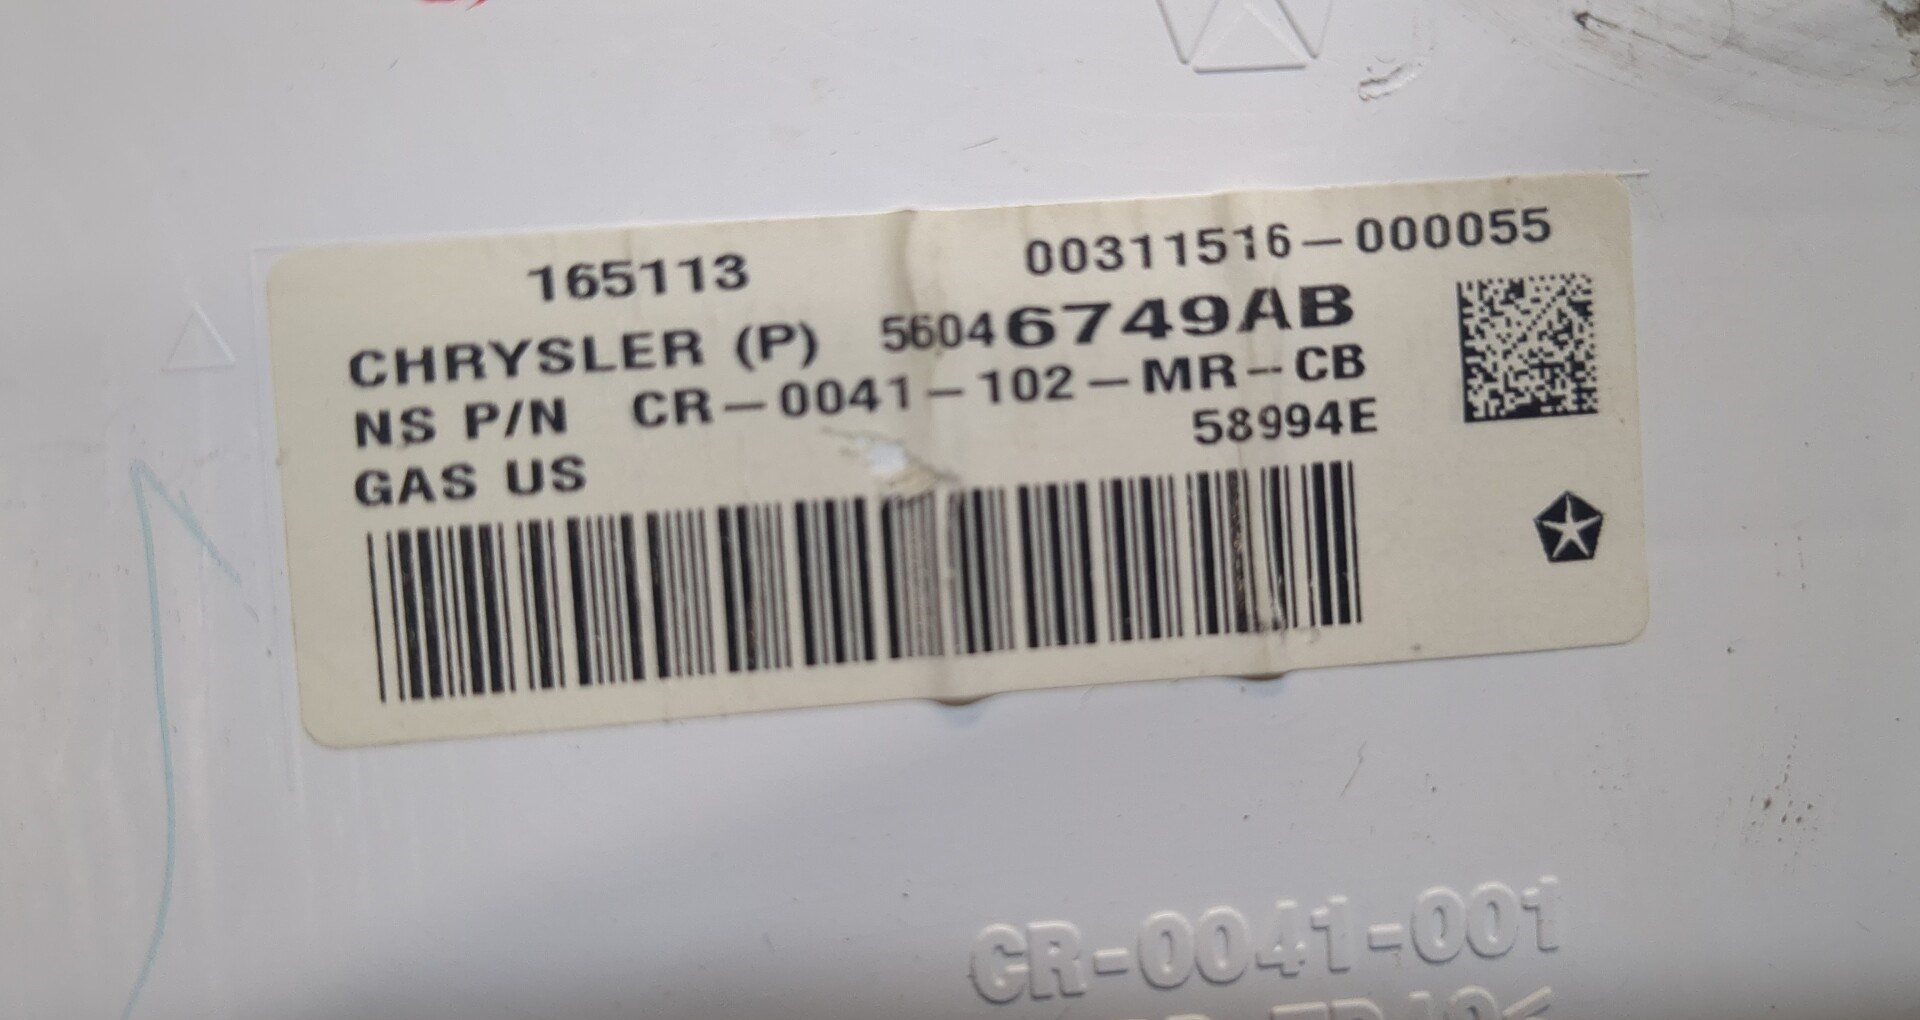 165113 00311516-000055
CHRYSLER (P) 56046749AB
NS P/N CR-0041-102-MR-CB
58994E
GAS US
CR-0041-001